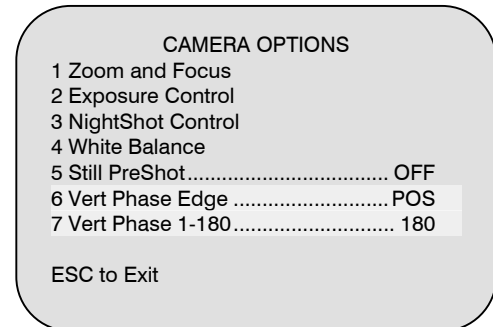 CAMERA OPTIONS
1 Zoom and Focus
2 Exposure Control
3 NightShot Control
4 White Balance
5 Still PreShot.................................. OFF
6 Vert Phase Edge .........................POS
7 Vert Phase 1-180.......................... 180
ESC to Exit